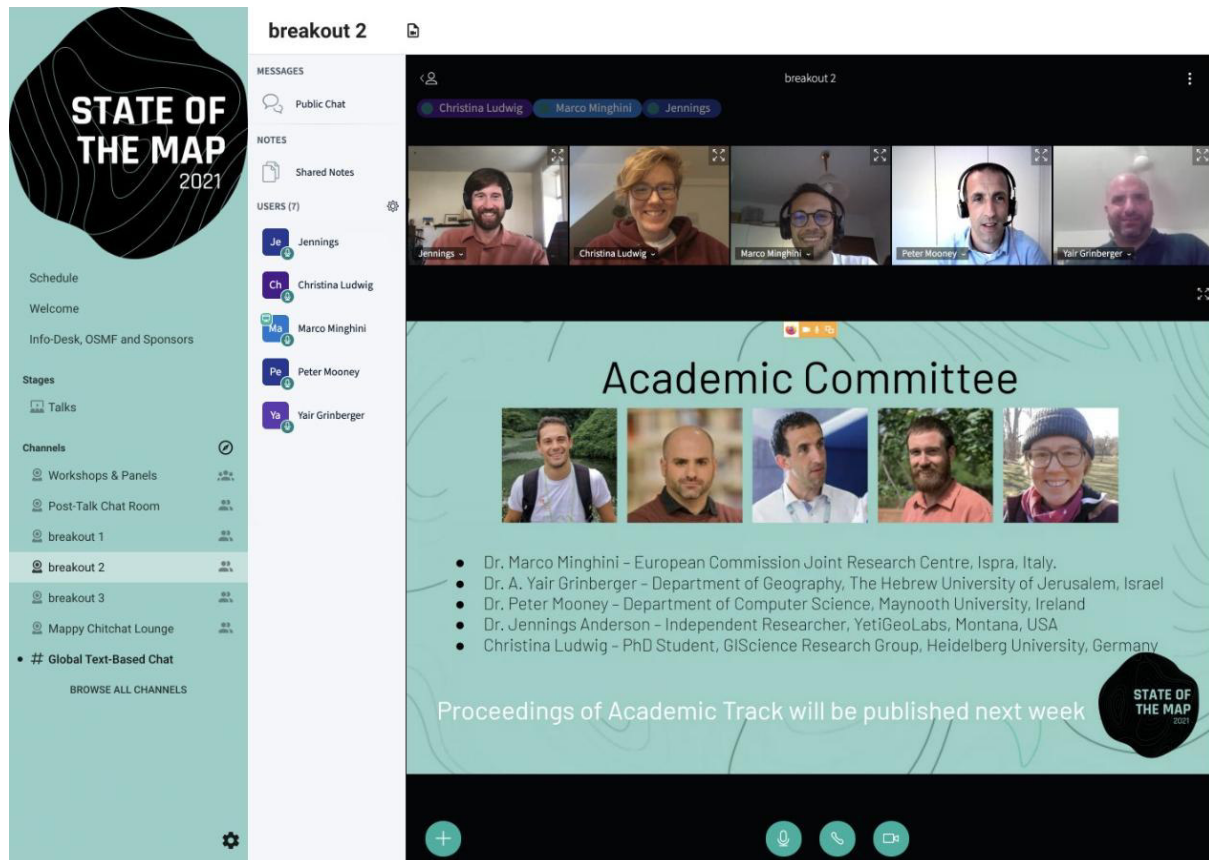 STATE OF
THE MAP
2021
Schedule
Welcome
Info-Desk, OSMF and Sponsors
Stages
Talks
Channels
Workshops & Panels
Post-Talk Chat Room
breakout 1
breakout 2
breakout 3
Mappy Chitchat Lounge
# Global Text-Based Chat
BROWSE ALL CHANNELS
breakout 2
MESSAGES
Public Chat
NOTES
Shared Notes
USERS (7)
Je Jennings
Ch Christina Ludwig
Ma Marco Minghini
Pe Peter Mooney
Ya Yair Grinberger
breakout 2
Christina Ludwig Marco Minghini Jennings
Jennings Christina Ludwig Marco Minghini Peter Mooney Yair Grinberger
Academic Committee
● Dr. Marco Minghini – European Commission Joint Research Centre, Ispra, Italy.
● Dr. A. Yair Grinberger – Department of Geography, The Hebrew University of Jerusalem, Israel
● Dr. Peter Mooney – Department of Computer Science, Maynooth University, Ireland
● Dr. Jennings Anderson – Independent Researcher, YetiGeoLabs, Montana, USA
● Christina Ludwig – PhD Student, GIScience Research Group, Heidelberg University, Germany
Proceedings of Academic Track will be published next week
STATE OF
THE MAP
2021